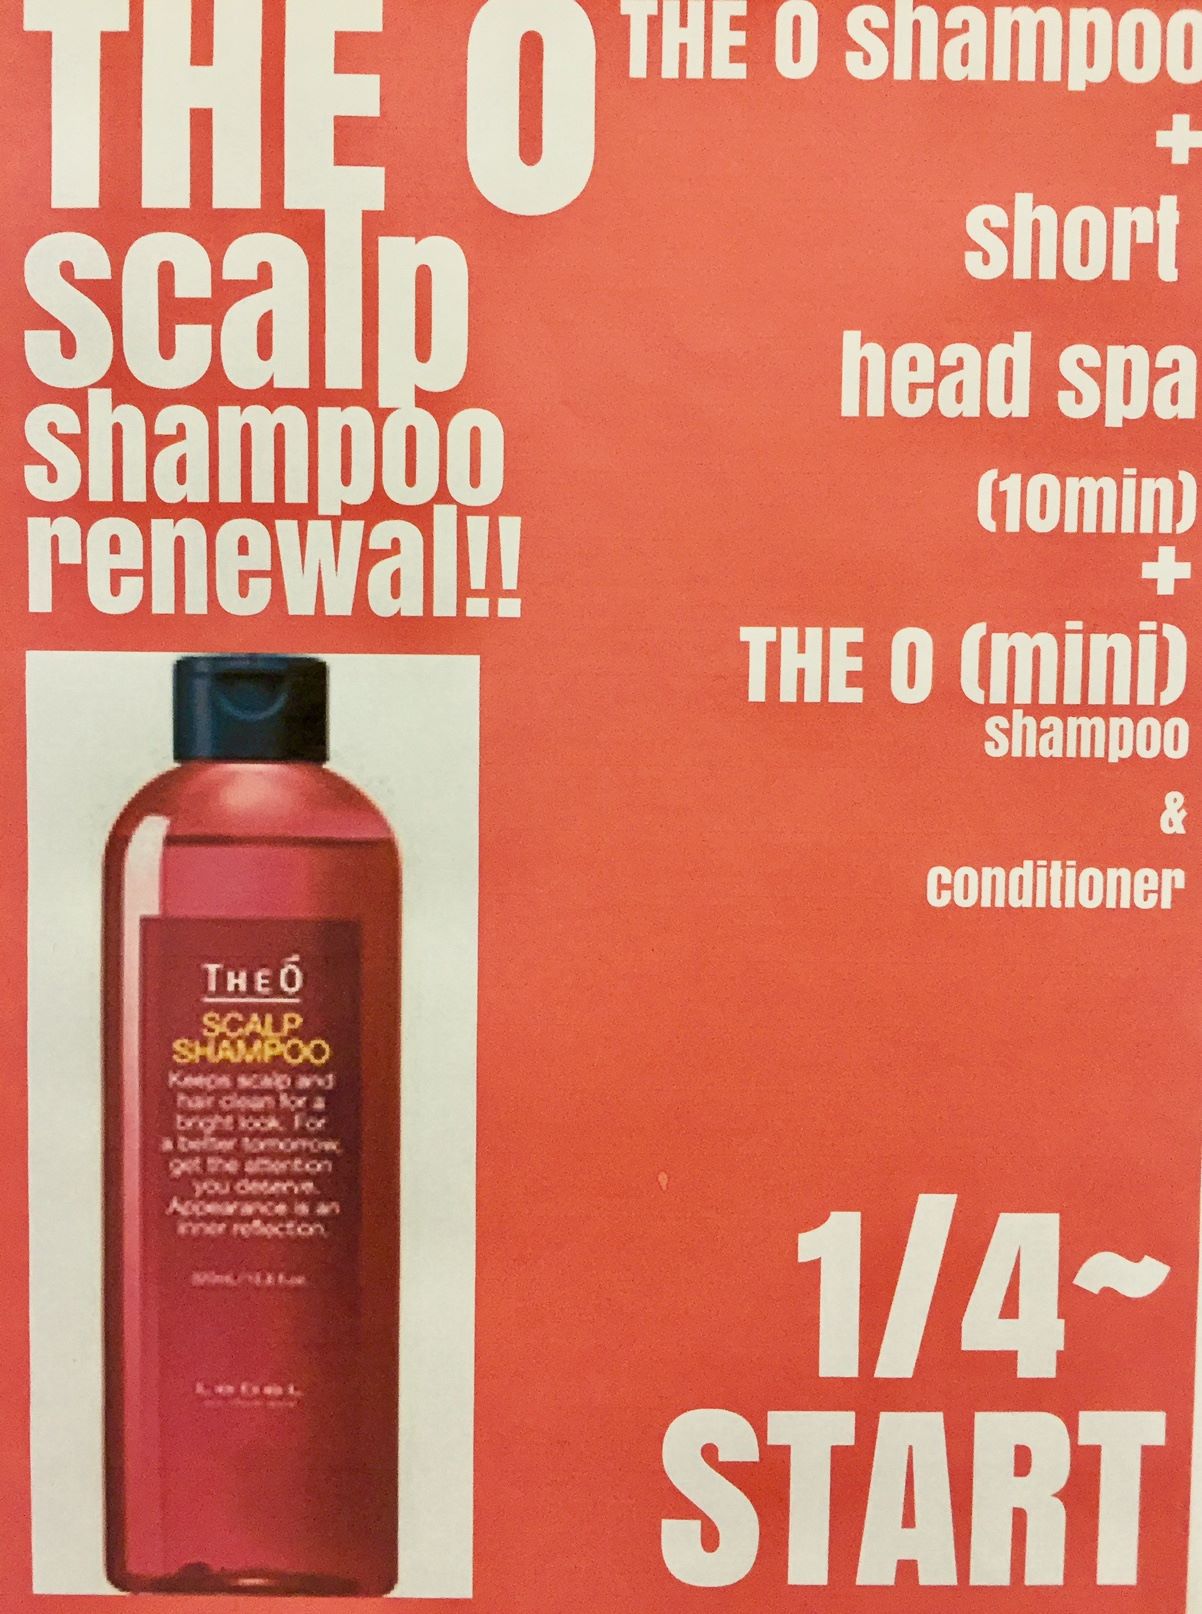 THE O
scalp
shampoo
renewal!!
THE Ó
SCALP
SHAMPOO
Keeps scalp and
hair clean for a
bright look. For
a better tomorrow,
get the attention
you deserve.
Appearance is an
inner reflection.
LebeL
THE O shampoo
+
short
head spa
(10min)
+
THE O (mini)
shampoo
&
conditioner
1/4~
START